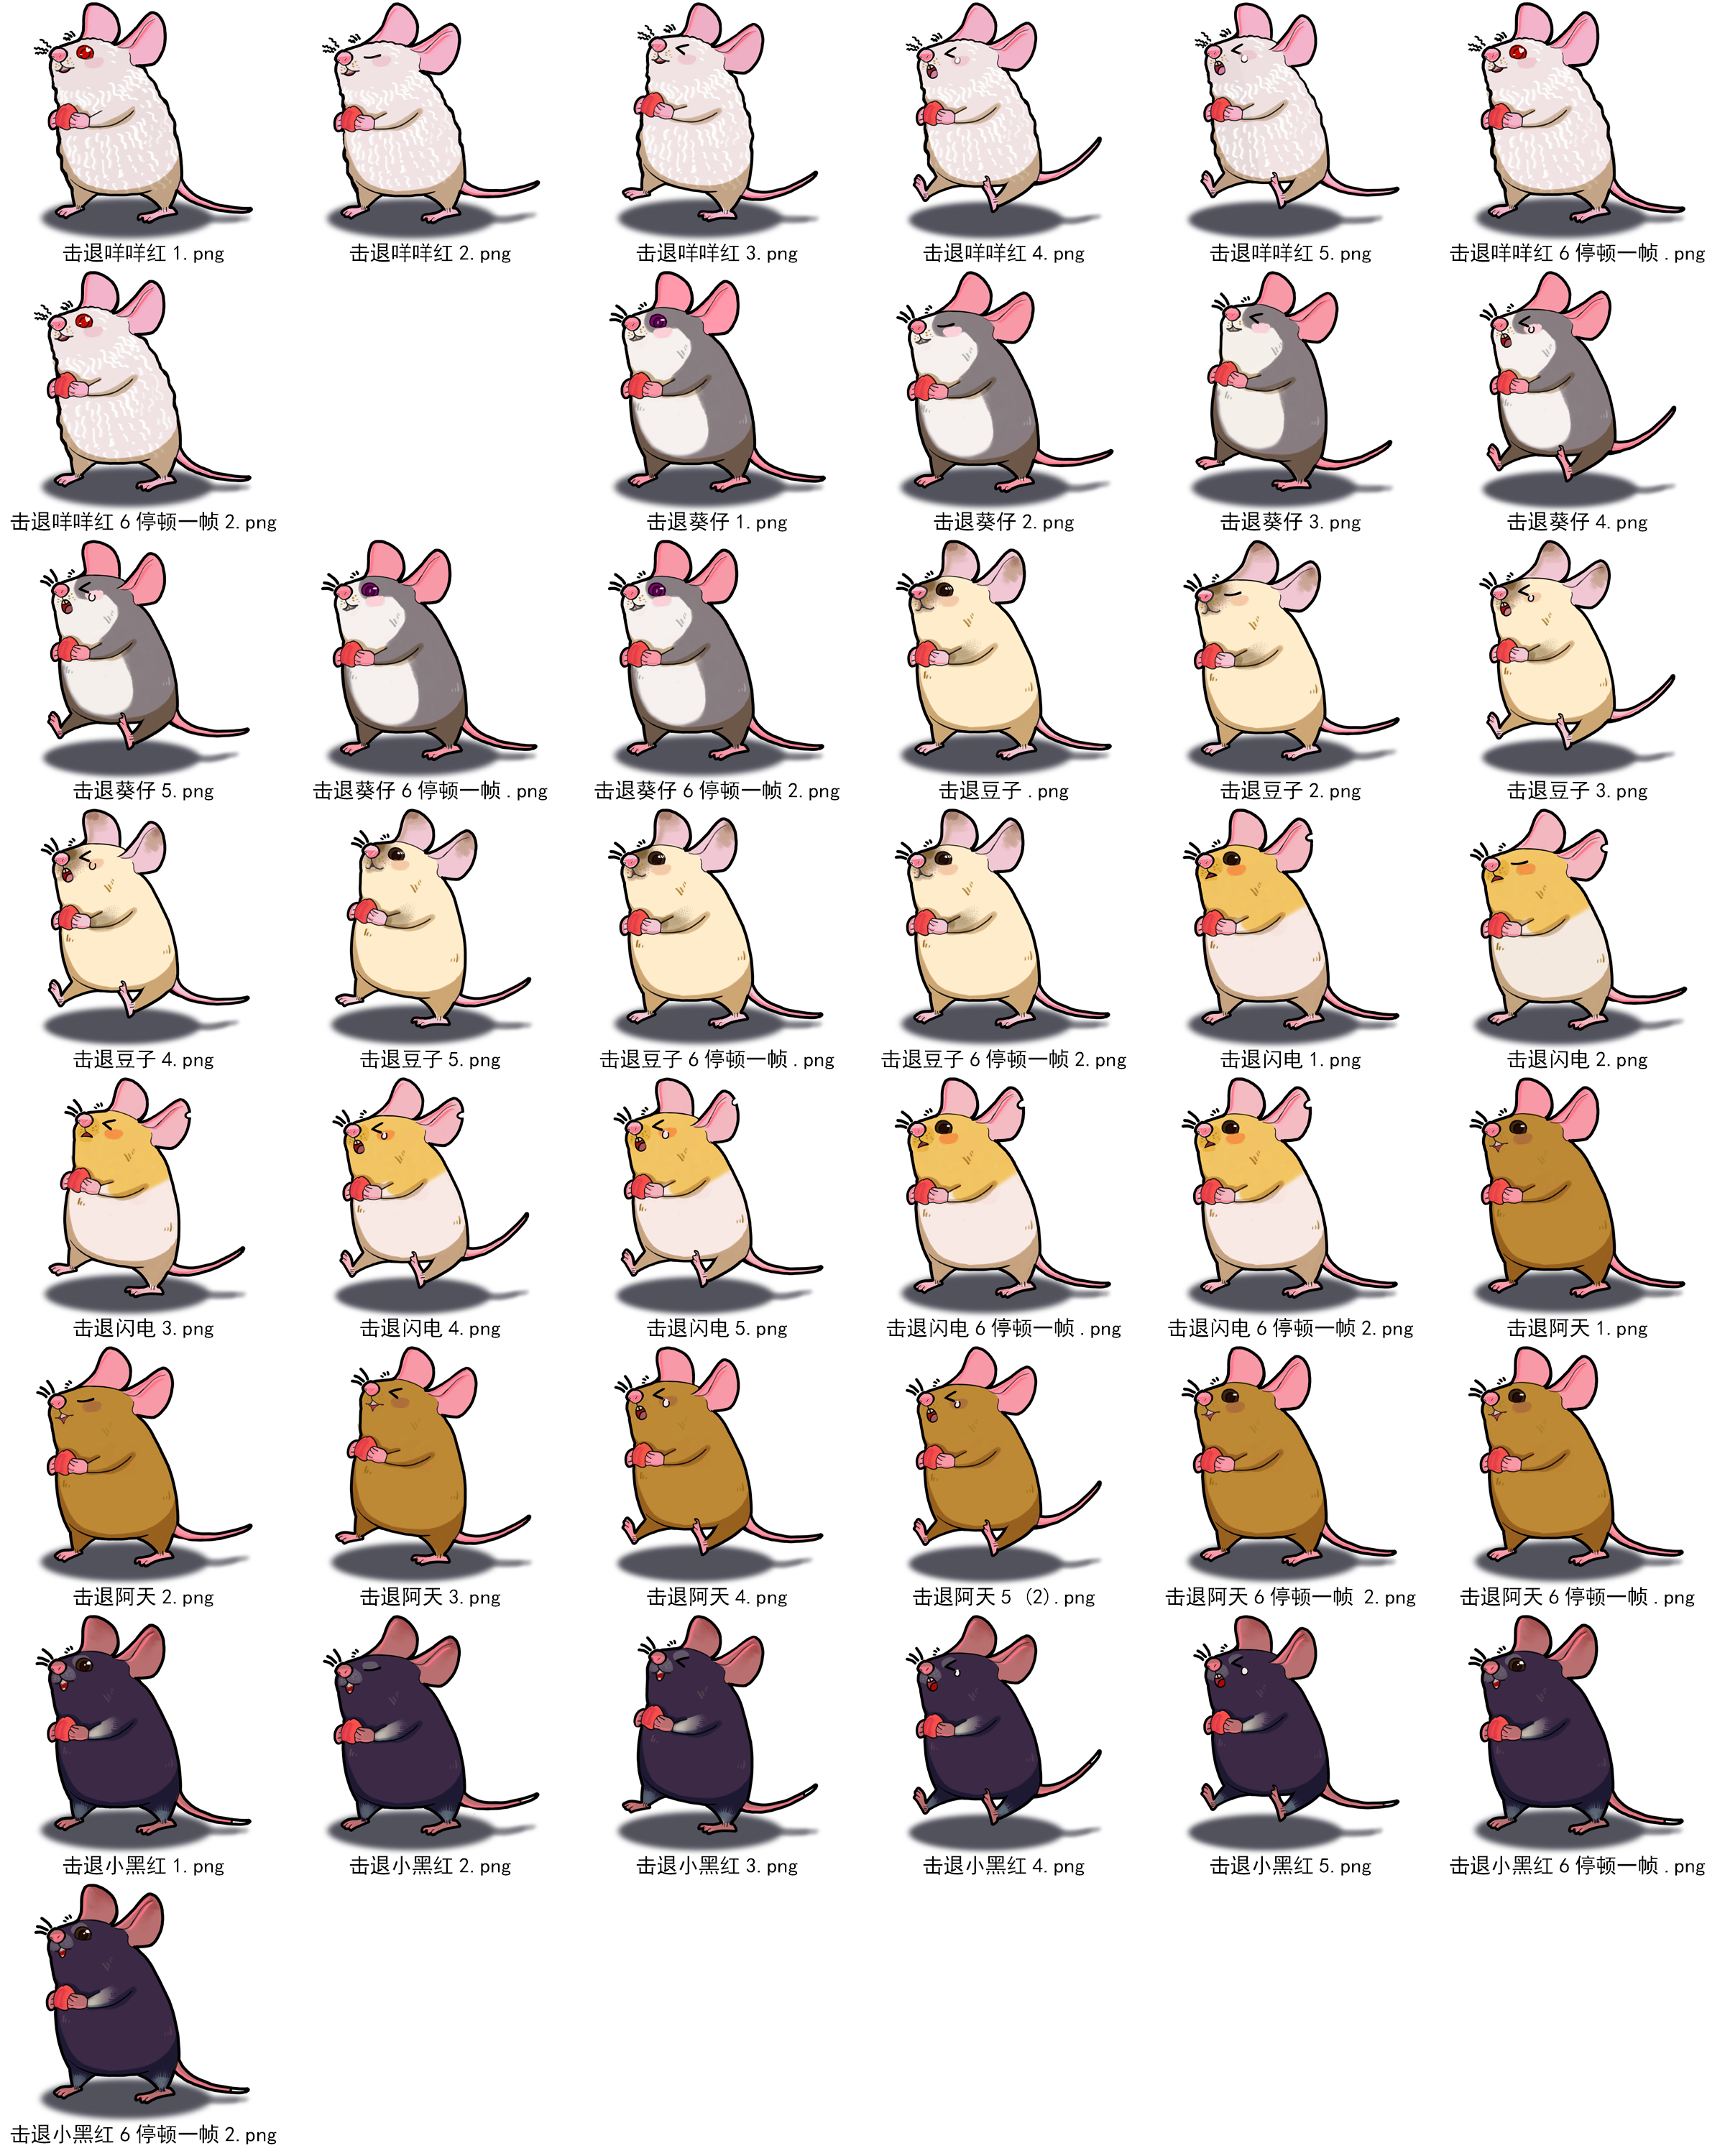 击退咩咩红 1.png
击退咩咩红 2.png
击退咩咩红 3.png
击退咩咩红 4.png
击退咩咩红 5.png
击退咩咩红 6 停顿一帧 .png
击退咩咩红 6 停顿一帧 2.png
击退葵仔 1.png
击退葵仔 2.png
击退葵仔 3.png
击退葵仔 4.png
击退葵仔 5.png
击退葵仔 6 停顿一帧 .png
击退葵仔 6 停顿一帧 2.png
击退豆子 .png
击退豆子 2.png
击退豆子 3.png
击退豆子 4.png
击退豆子 5.png
击退豆子 6 停顿一帧 .png
击退豆子 6 停顿一帧 2.png
击退闪电 1.png
击退闪电 2.png
击退闪电 3.png
击退闪电 4.png
击退闪电 5.png
击退闪电 6 停顿一帧 .png
击退闪电 6 停顿一帧 2.png
击退阿天 1.png
击退阿天 2.png
击退阿天 3.png
击退阿天 4.png
击退阿天 5 (2).png
击退阿天 6 停顿一帧 2.png
击退阿天 6 停顿一帧 .png
击退小黑红 1.png
击退小黑红 2.png
击退小黑红 3.png
击退小黑红 4.png
击退小黑红 5.png
击退小黑红 6 停顿一帧 .png
击退小黑红 6 停顿一帧 2.png